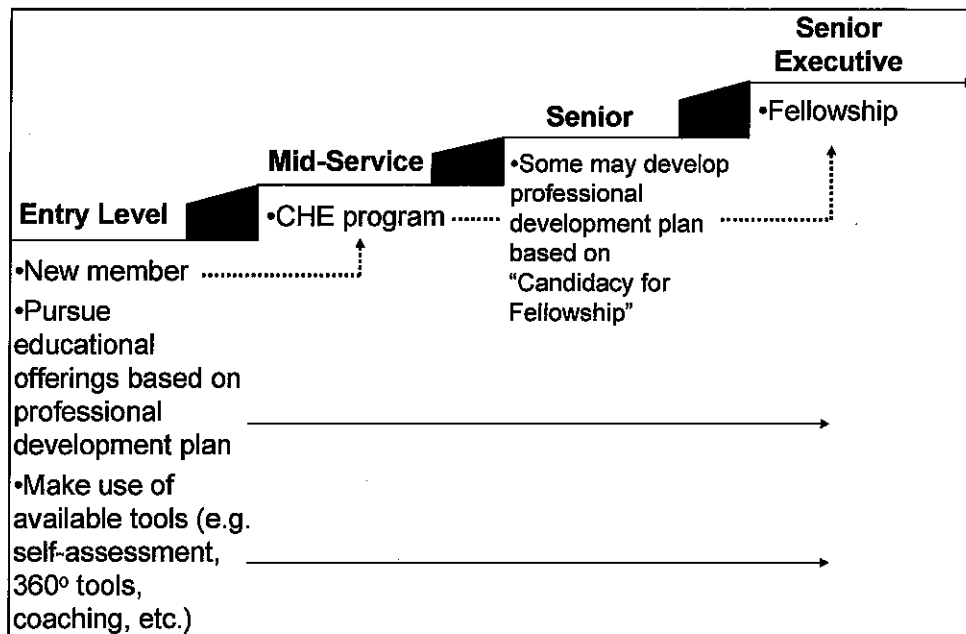 Senior
Executive
•Fellowship
Senior
•Some may develop
professional
development plan
based on
“Candidacy for
Fellowship”
Mid-Service
•CHE program
Entry Level
•New member
•Pursue
educational
offerings based on
professional
development plan
•Make use of
available tools (e.g.
self-assessment,
360º tools,
coaching, etc.)